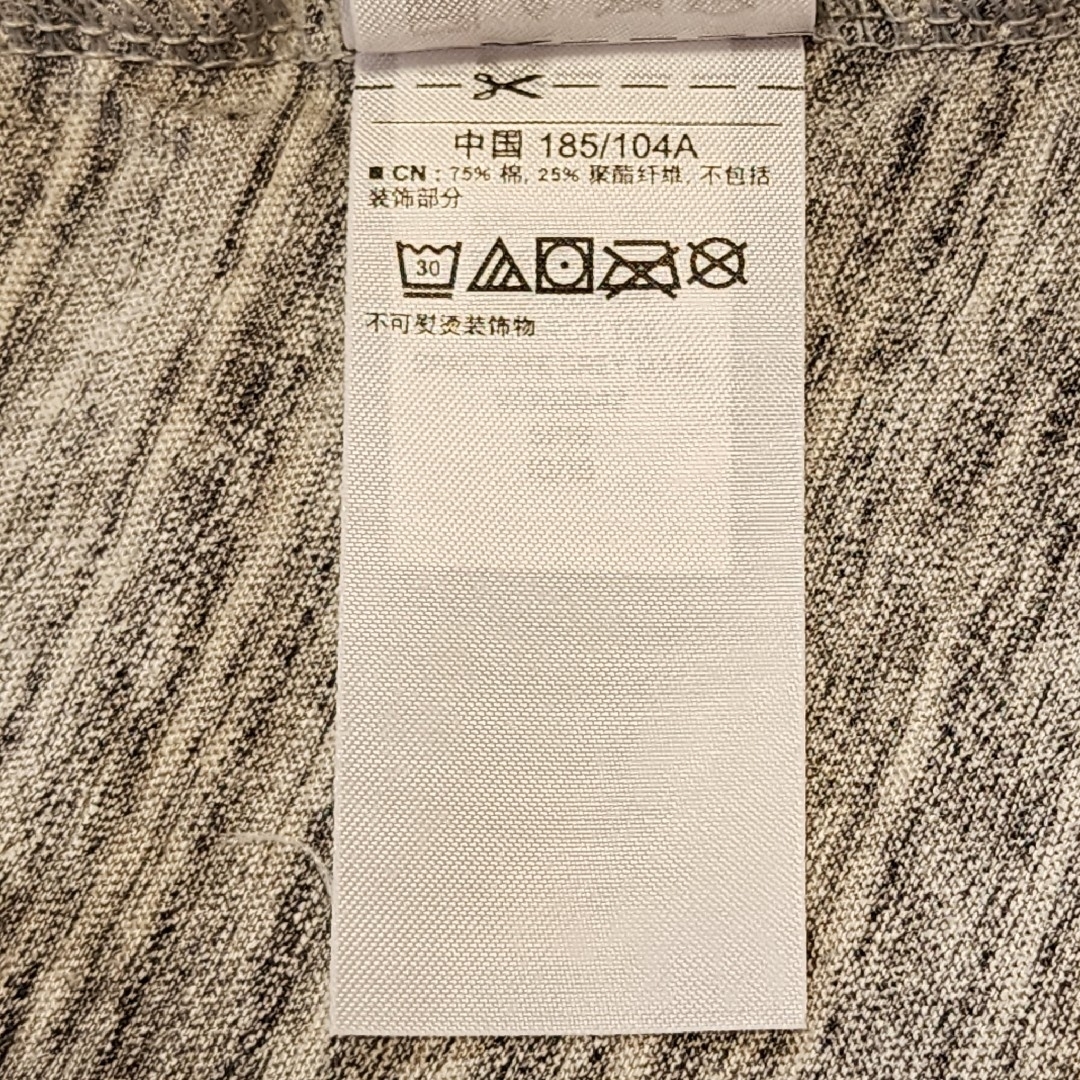 中国 185/104A
■ CN : 75% 棉, 25% 聚酯纤维, 不包括
装饰部分
30
不可熨烫装饰物